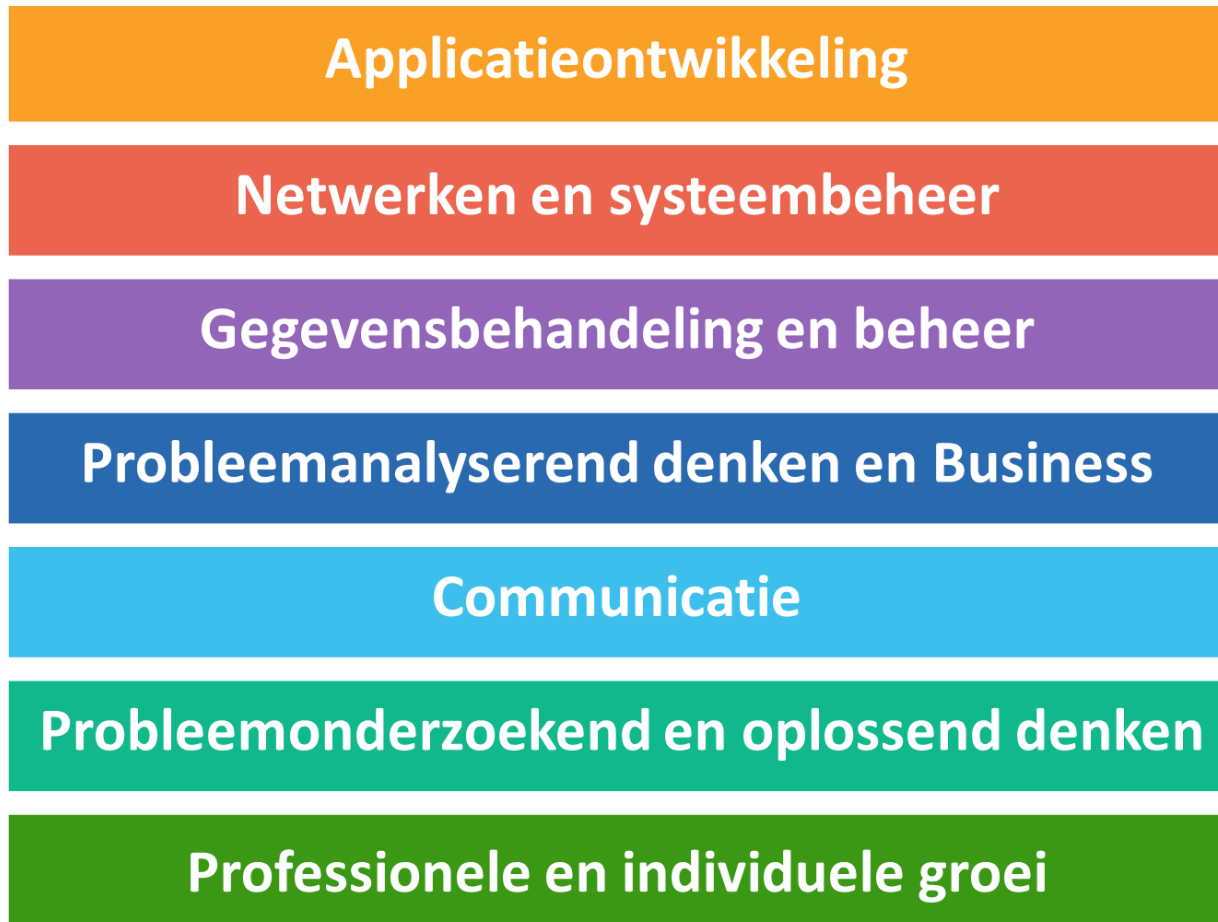 Applicatieontwikkeling
Netwerken en systeembeheer
Gegevensbehandeling en beheer
Probleemanalyserend denken en Business
Communicatie
Probleemonderzoekend en oplossend denken
Professionele en individuele groei